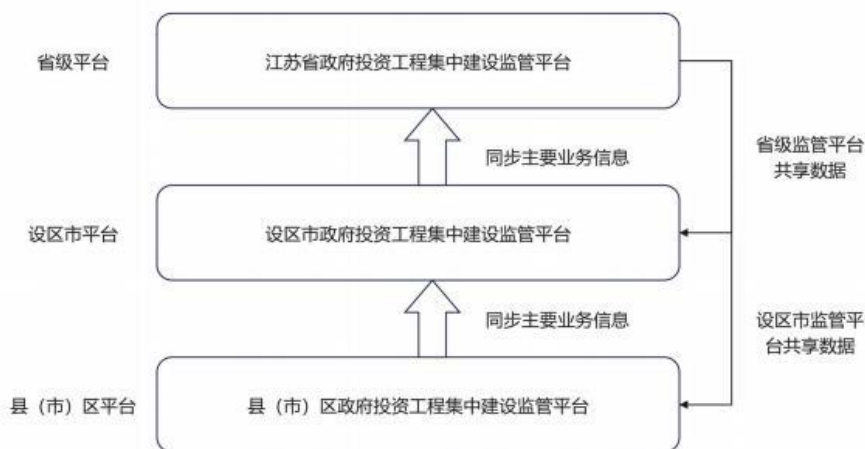 省级平台
江苏省政府投资工程集中建设监管平台
同步主要业务信息
省级监管平台
共享数据
设区市平台
设区市政府投资工程集中建设监管平台
同步主要业务信息
设区市监管平
台共享数据
县（市）区平台
县（市）区政府投资工程集中建设监管平台